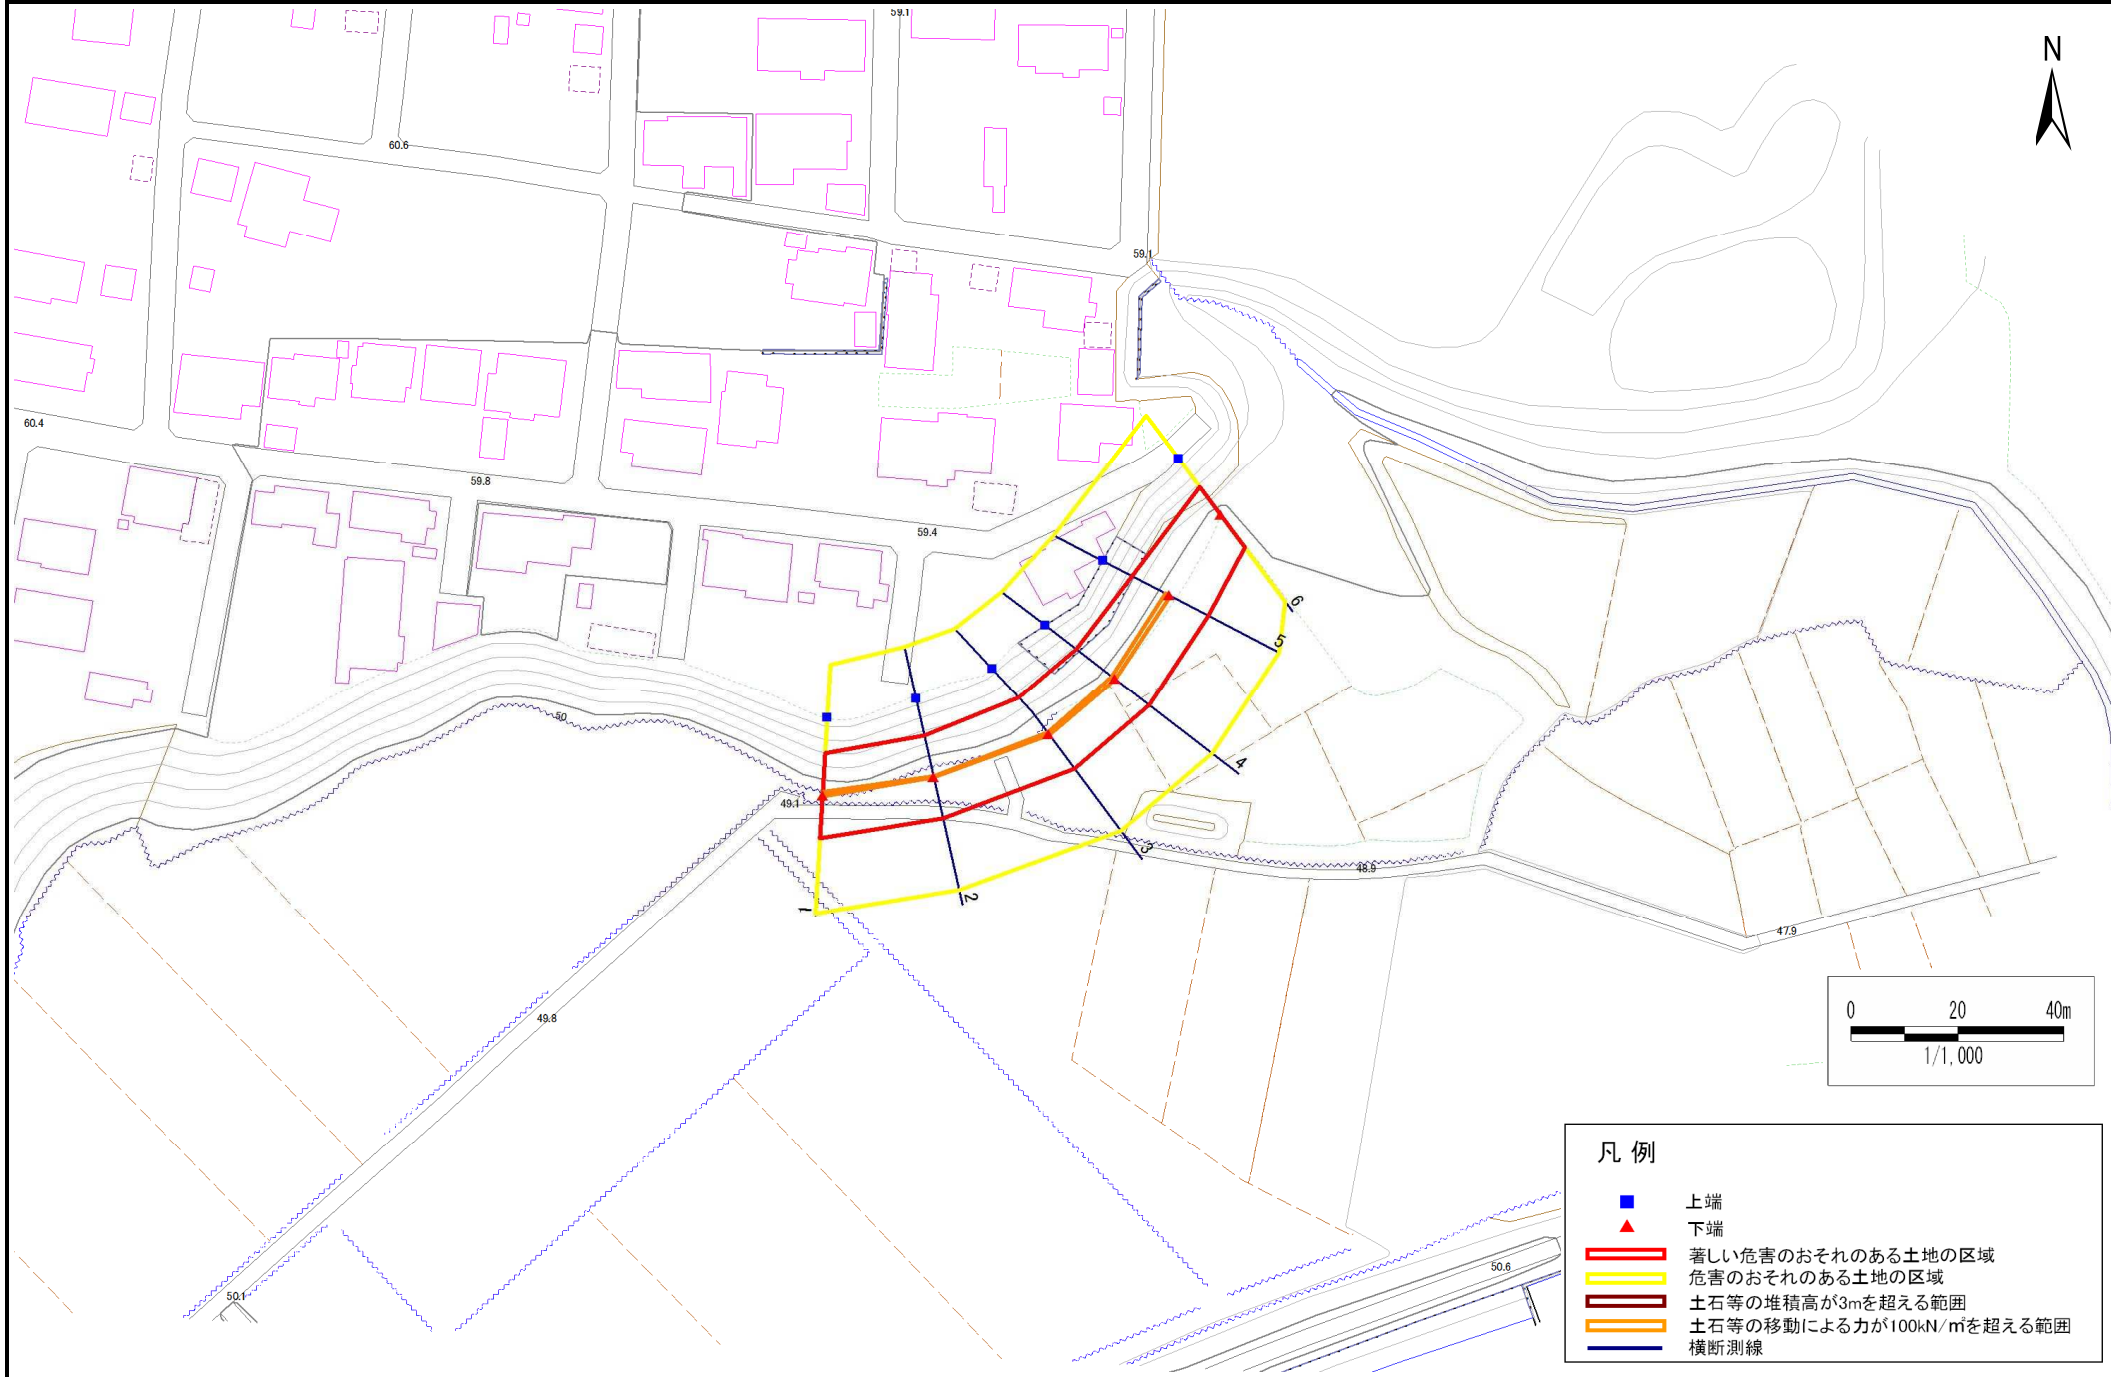 59.1
N
60.6
59.1
60.4
59.8
59.4
6
5
50
4
49.1
3
48.9
2
1
47.9
49.8
0 20 40m
1/1,000
凡 例
上端
下端
著しい危害のおそれのある土地の区域
危害のおそれのある土地の区域
土石等の堆積高が3mを超える範囲
土石等の移動による力が100kN/㎡を超える範囲
横断測線
50.6
50.1